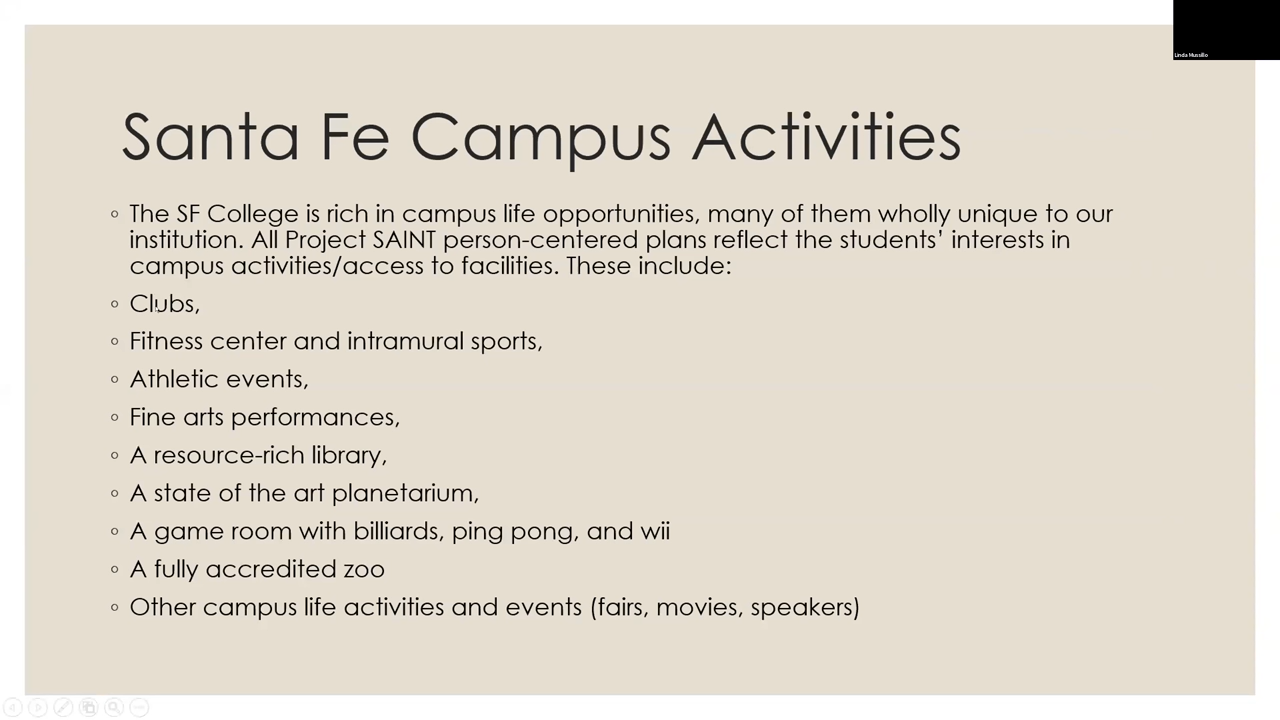 Linda Mussillo
Santa Fe Campus Activities
◦ The SF College is rich in campus life opportunities, many of them wholly unique to our
institution. All Project SAINT person-centered plans reflect the students’ interests in
campus activities/access to facilities. These include:
◦ Clubs,
◦ Fitness center and intramural sports,
◦ Athletic events,
◦ Fine arts performances,
◦ A resource-rich library,
◦ A state of the art planetarium,
◦ A game room with billiards, ping pong, and wii
◦ A fully accredited zoo
◦ Other campus life activities and events (fairs, movies, speakers)